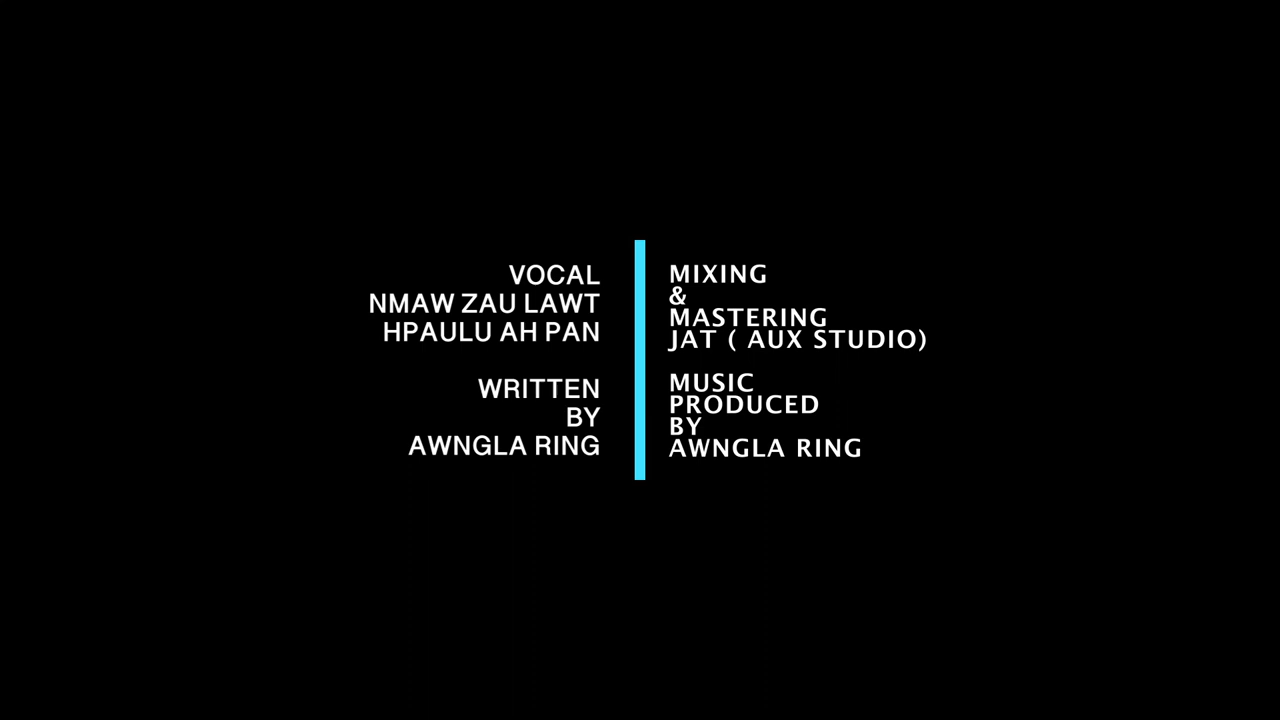 VOCAL
NMAW ZAU LAWT
HPAULU AH PAN
WRITTEN
BY
AWNGLA RING
MIXING
&
MASTERING
JAT ( AUX STUDIO)
MUSIC
PRODUCED
BY
AWNGLA RING